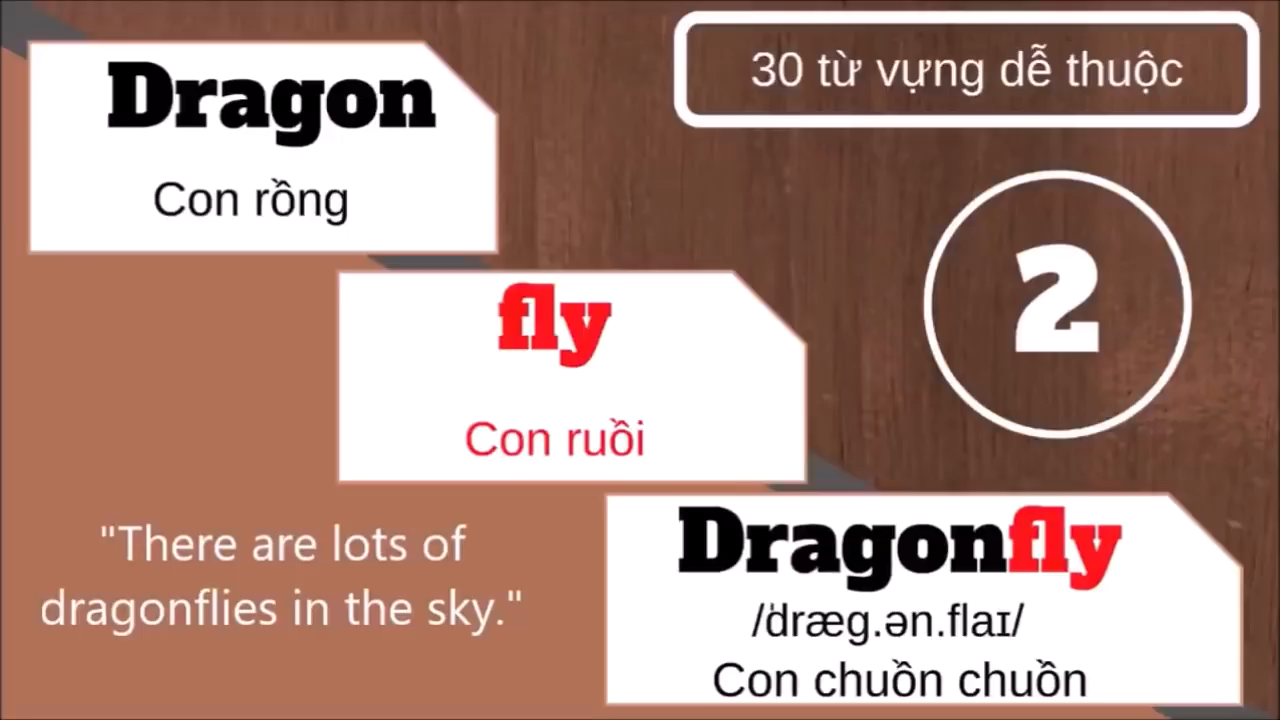 Dragon
Con rồng
30 từ vựng dễ thuộc
2
fly
Con ruồi
"There are lots of
dragonflies in the sky."
Dragonfly
/ˈdræɡ.ən.flaɪ/
Con chuồn chuồn